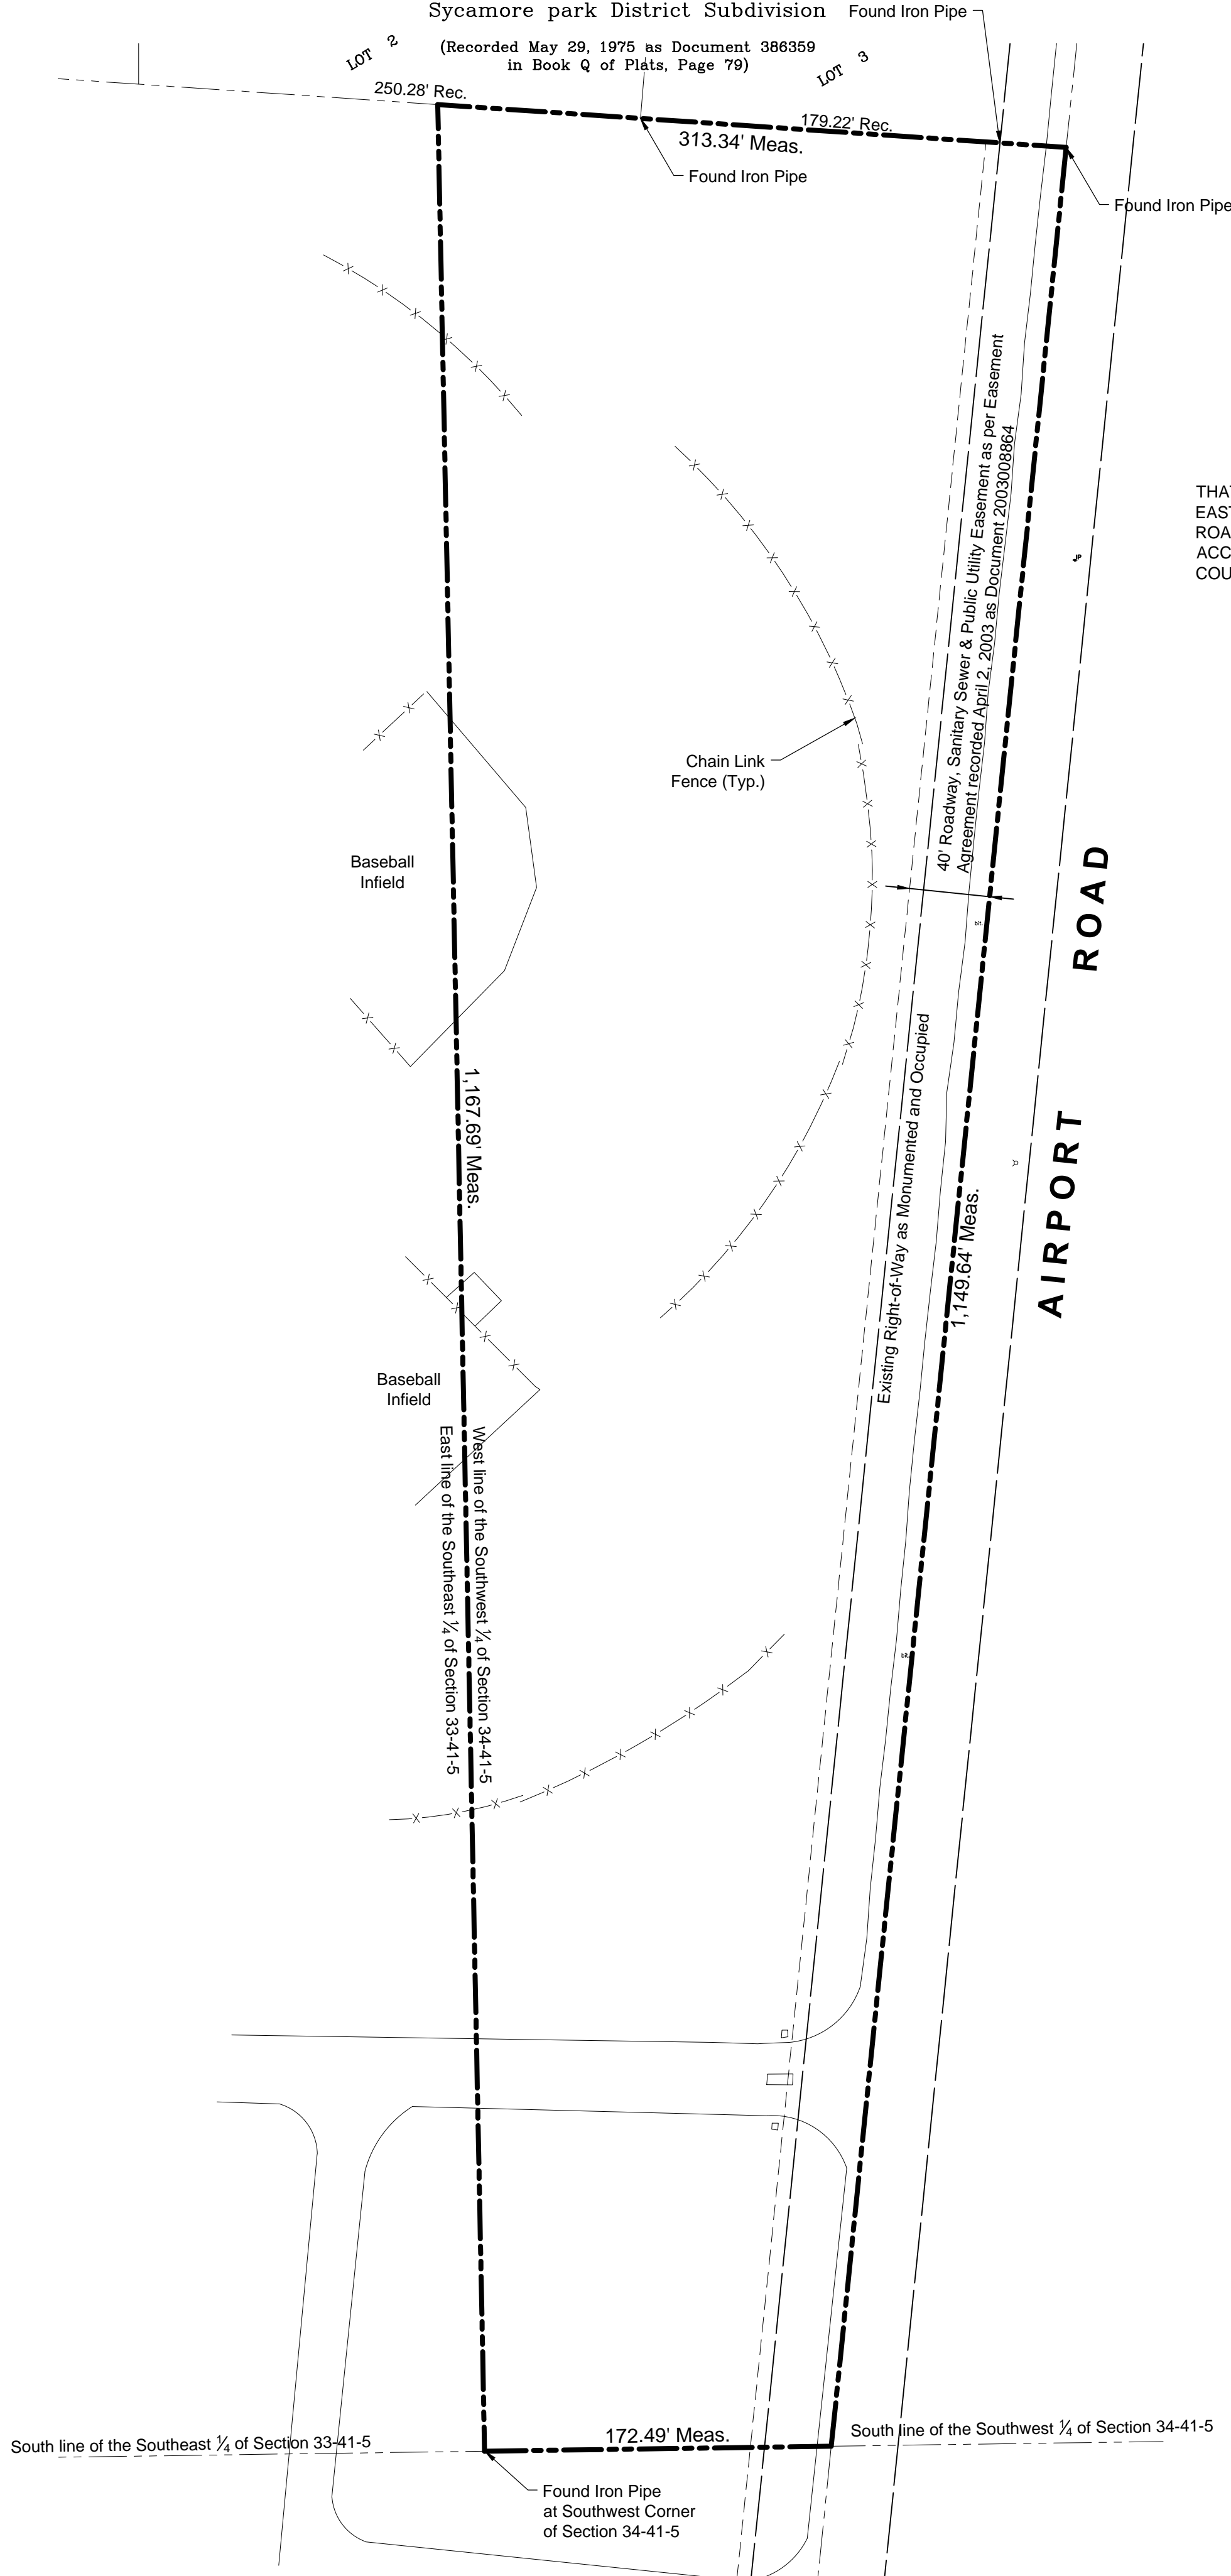 Sycamore park District Subdivision
Found Iron Pipe
(Recorded May 29, 1975 as Document 386359
in Book Q of Plats, Page 79)
LOT 2
LOT 3
250.28' Rec.
179.22' Rec.
313.34' Meas.
Found Iron Pipe
Found Iron Pipe
40' Roadway, Sanitary Sewer & Public Utility Easement as per Easement
Agreement recorded April 2, 2003 as Document 2003008864
THAT
EAST
ROA
ACC
COU
Chain Link
Fence (Typ.)
Baseball
Infield
AIRPORT ROAD
Existing Right-of-Way as Monumented and Occupied
1,167.69' Meas.
1,149.64' Meas.
Baseball
Infield
West line of the Southwest ¼ of Section 34-41-5
East line of the Southeast ¼ of Section 33-41-5
South line of the Southeast ¼ of Section 33-41-5
172.49' Meas.
South line of the Southwest ¼ of Section 34-41-5
Found Iron Pipe
at Southwest Corner
of Section 34-41-5